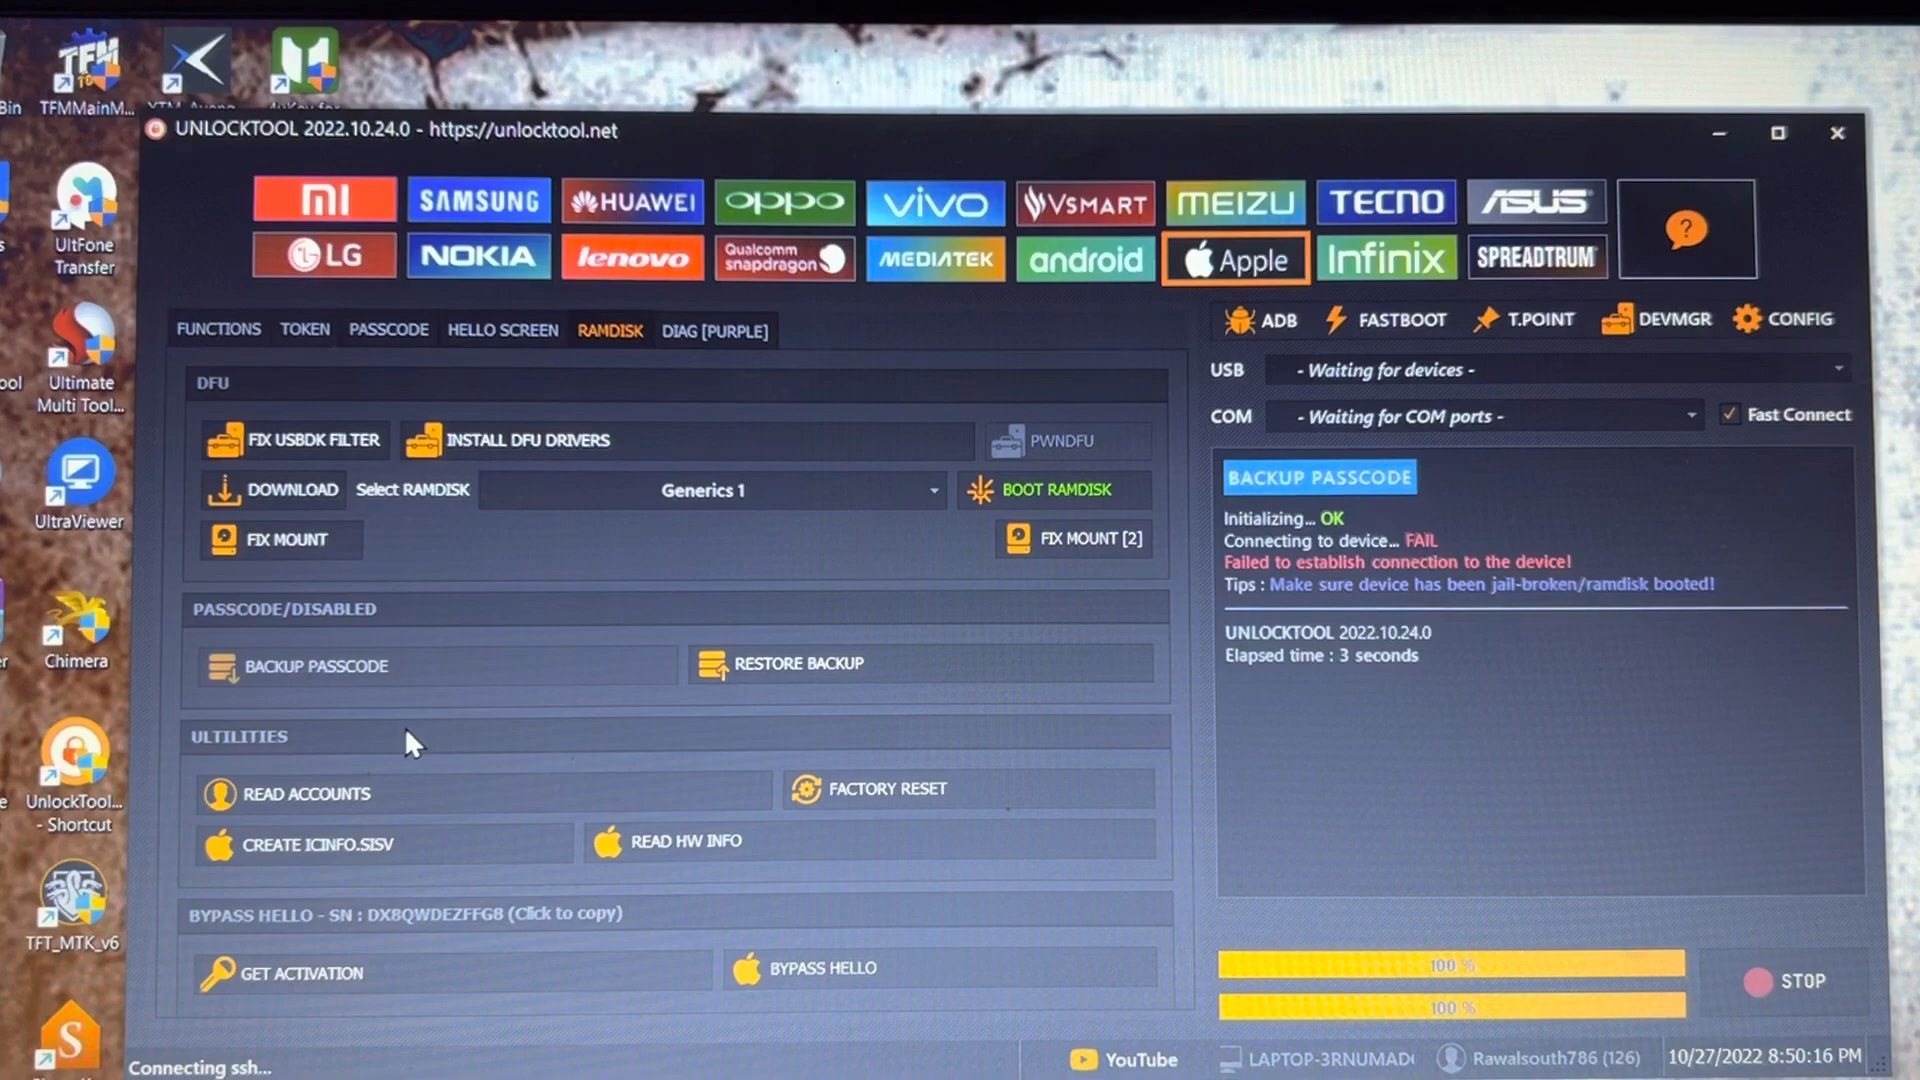 TFM
TO
Bin
TFMMainM...
UltFone
Transfer
ool
Ultimate
Multi Tool...
UltraViewer
Chimera
UnlockTool...
- Shortcut
TFT_MTK_v6
S
UNLOCKTOOL 2022.10.24.0 - https://unlocktool.net
MI
SAMSUNG
HUAWEI
oppo
vivo
VSMART
MEIZU
TECNO
ASUS
?
LG
NOKIA
lenovo
Qualcomm
snapdragon
MEDIATEK
android
Apple
Infinix
SPREADTRUM
FUNCTIONS
TOKEN
PASSCODE
HELLO SCREEN
RAMDISK
DIAG [PURPLE]
ADB
FASTBOOT
T.POINT
DEVMGR
CONFIG
DFU
FIX USBDK FILTER
INSTALL DFU DRIVERS
PWNDFU
DOWNLOAD
Select RAMDISK
Generics 1
BOOT RAMDISK
FIX MOUNT
FIX MOUNT [2]
PASSCODE/DISABLED
BACKUP PASSCODE
RESTORE BACKUP
ULTILITIES
READ ACCOUNTS
FACTORY RESET
CREATE ICINFO.SISV
READ HW INFO
BYPASS HELLO - SN : DX8QWDEZFFG8 (Click to copy)
GET ACTIVATION
BYPASS HELLO
USB - Waiting for devices -
COM - Waiting for COM ports - Fast Connect
BACKUP PASSCODE
Initializing... OK
Connecting to device... FAIL
Failed to establish connection to the device!
Tips : Make sure device has been jail-broken/ramdisk booted!
UNLOCKTOOL 2022.10.24.0
Elapsed time : 3 seconds
100 %
100 %
STOP
Connecting ssh...
YouTube
LAPTOP-3RNUMAD
Rawalsouth786 (126)
10/27/2022 8:50:16 PM